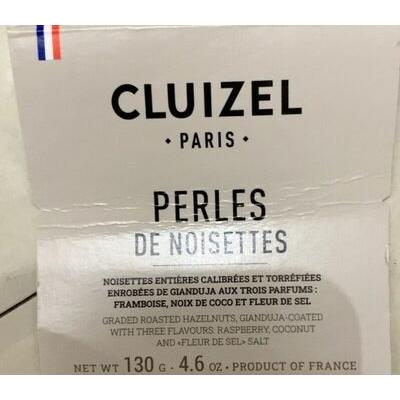 CLUIZEL
• PARIS •
PERLES
DE NOISETTES
NOISETTES ENTIÈRES CALIBRÉES ET TORRÉFIÉES
ENROBÉES DE GIANDUJA AUX TROIS PARFUMS :
FRAMBOISE, NOIX DE COCO ET FLEUR DE SEL
GRADED ROASTED HAZELNUTS, GIANDUJA-COATED
WITH THREE FLAVOURS: RASPBERRY, COCONUT
AND «FLEUR DE SEL» SALT
NET WT 130 G - 4.6 OZ • PRODUCT OF FRANCE